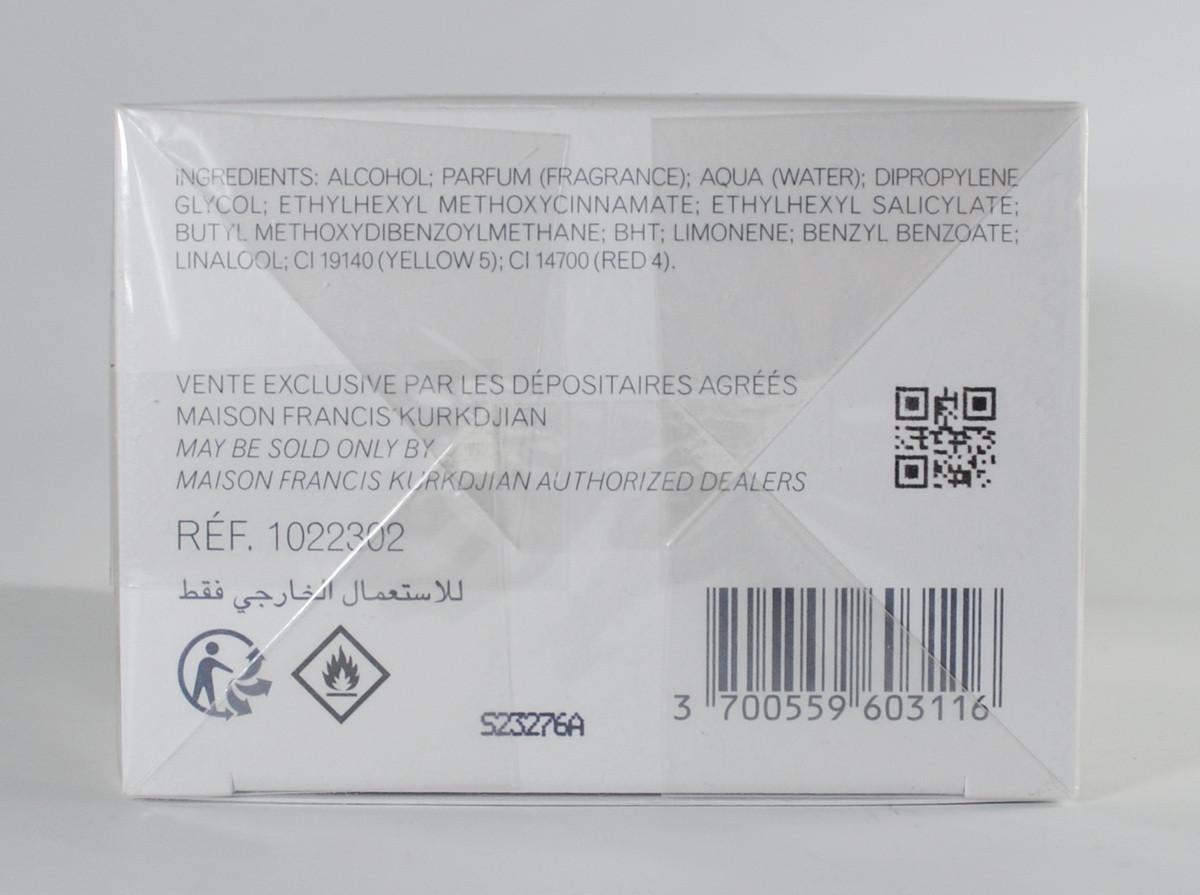 INGREDIENTS: ALCOHOL; PARFUM (FRAGRANCE); AQUA (WATER); DIPROPYLENE
GLYCOL; ETHYLHEXYL METHOXYCINNAMATE; ETHYLHEXYL SALICYLATE;
BUTYL METHOXYDIBENZOYLMETHANE; BHT; LIMONENE; BENZYL BENZOATE;
LINALOOL; CI 19140 (YELLOW 5); CI 14700 (RED 4).
VENTE EXCLUSIVE PAR LES DÉPOSITAIRES AGRÉÉS
MAISON FRANCIS KURKDJIAN
MAY BE SOLD ONLY BY
MAISON FRANCIS KURKDJIAN AUTHORIZED DEALERS
RÉF. 1022302
للاستعمال الخارجي فقط
S23276A
3 700559 603116